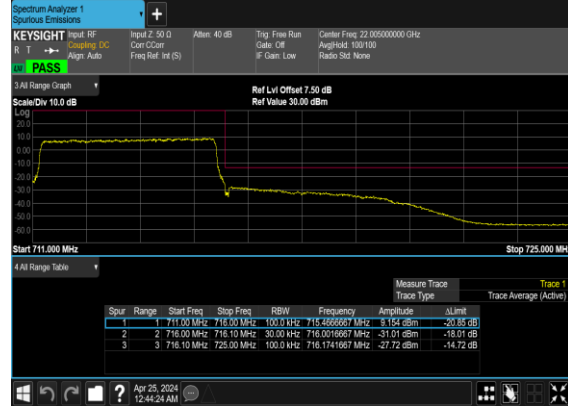 Spectrum Analyzer 1
Spurious Emissions
+
KEYSIGHT Input: RF Input Z: 50 Ω Atten: 40 dB Trig: Free Run Center Freq: 22.005000000 GHz
R T Coupling: DC Corr CCorr Gate: Off Avg|Hold: 100/100
Align: Auto Freq Ref: Int (S) IF Gain: Low Radio Std: None
PASS
3 All Range Graph
Ref Lvl Offset 7.50 dB
Scale/Div 10.0 dB Ref Value 30.00 dBm
Log
20.0
10.0
0.00
-10.0
-20.0
-30.0
-40.0
-50.0
-60.0
Start 711.000 MHz Stop 725.000 MH
4 All Range Table
Measure Trace Trace 1
Trace Type Trace Average (Active)
Spur Range Start Freq Stop Freq RBW Frequency Amplitude ΔLimit
1 1 711.00 MHz 716.00 MHz 100.0 kHz 715.4666667 MHz 9.154 dBm -20.85 dB
2 2 716.00 MHz 716.10 MHz 30.00 kHz 716.0016667 MHz -31.01 dBm -18.01 dB
3 3 716.10 MHz 725.00 MHz 100.0 kHz 716.1741667 MHz -27.72 dBm -14.72 dB
?
Apr 25, 2024
12:44:24 AM